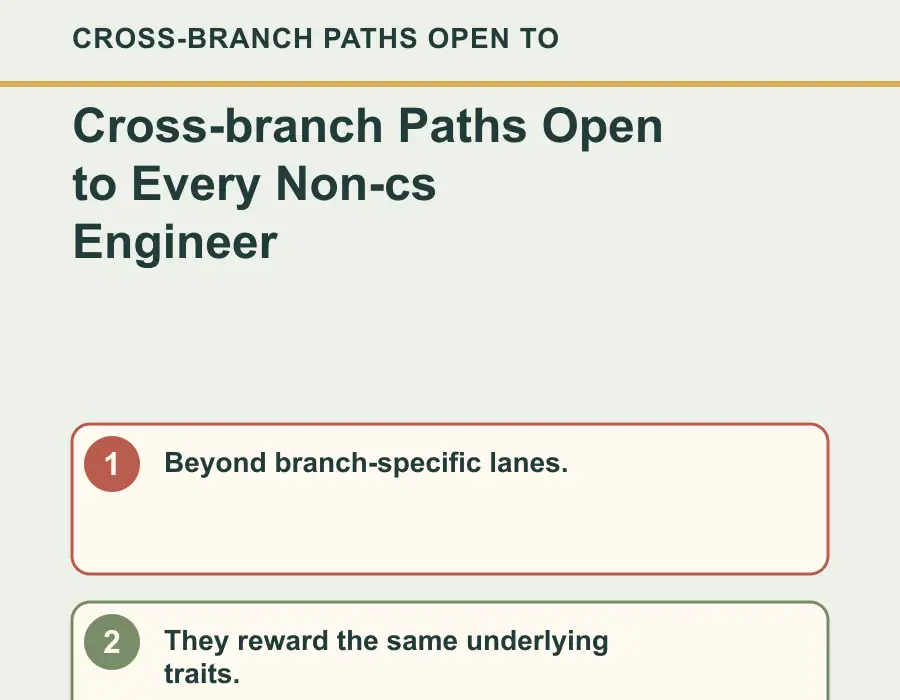 CROSS-BRANCH PATHS OPEN TO
Cross-branch Paths Open
to Every Non-cs
Engineer
1
Beyond branch-specific lanes.
2
They reward the same underlying
traits.